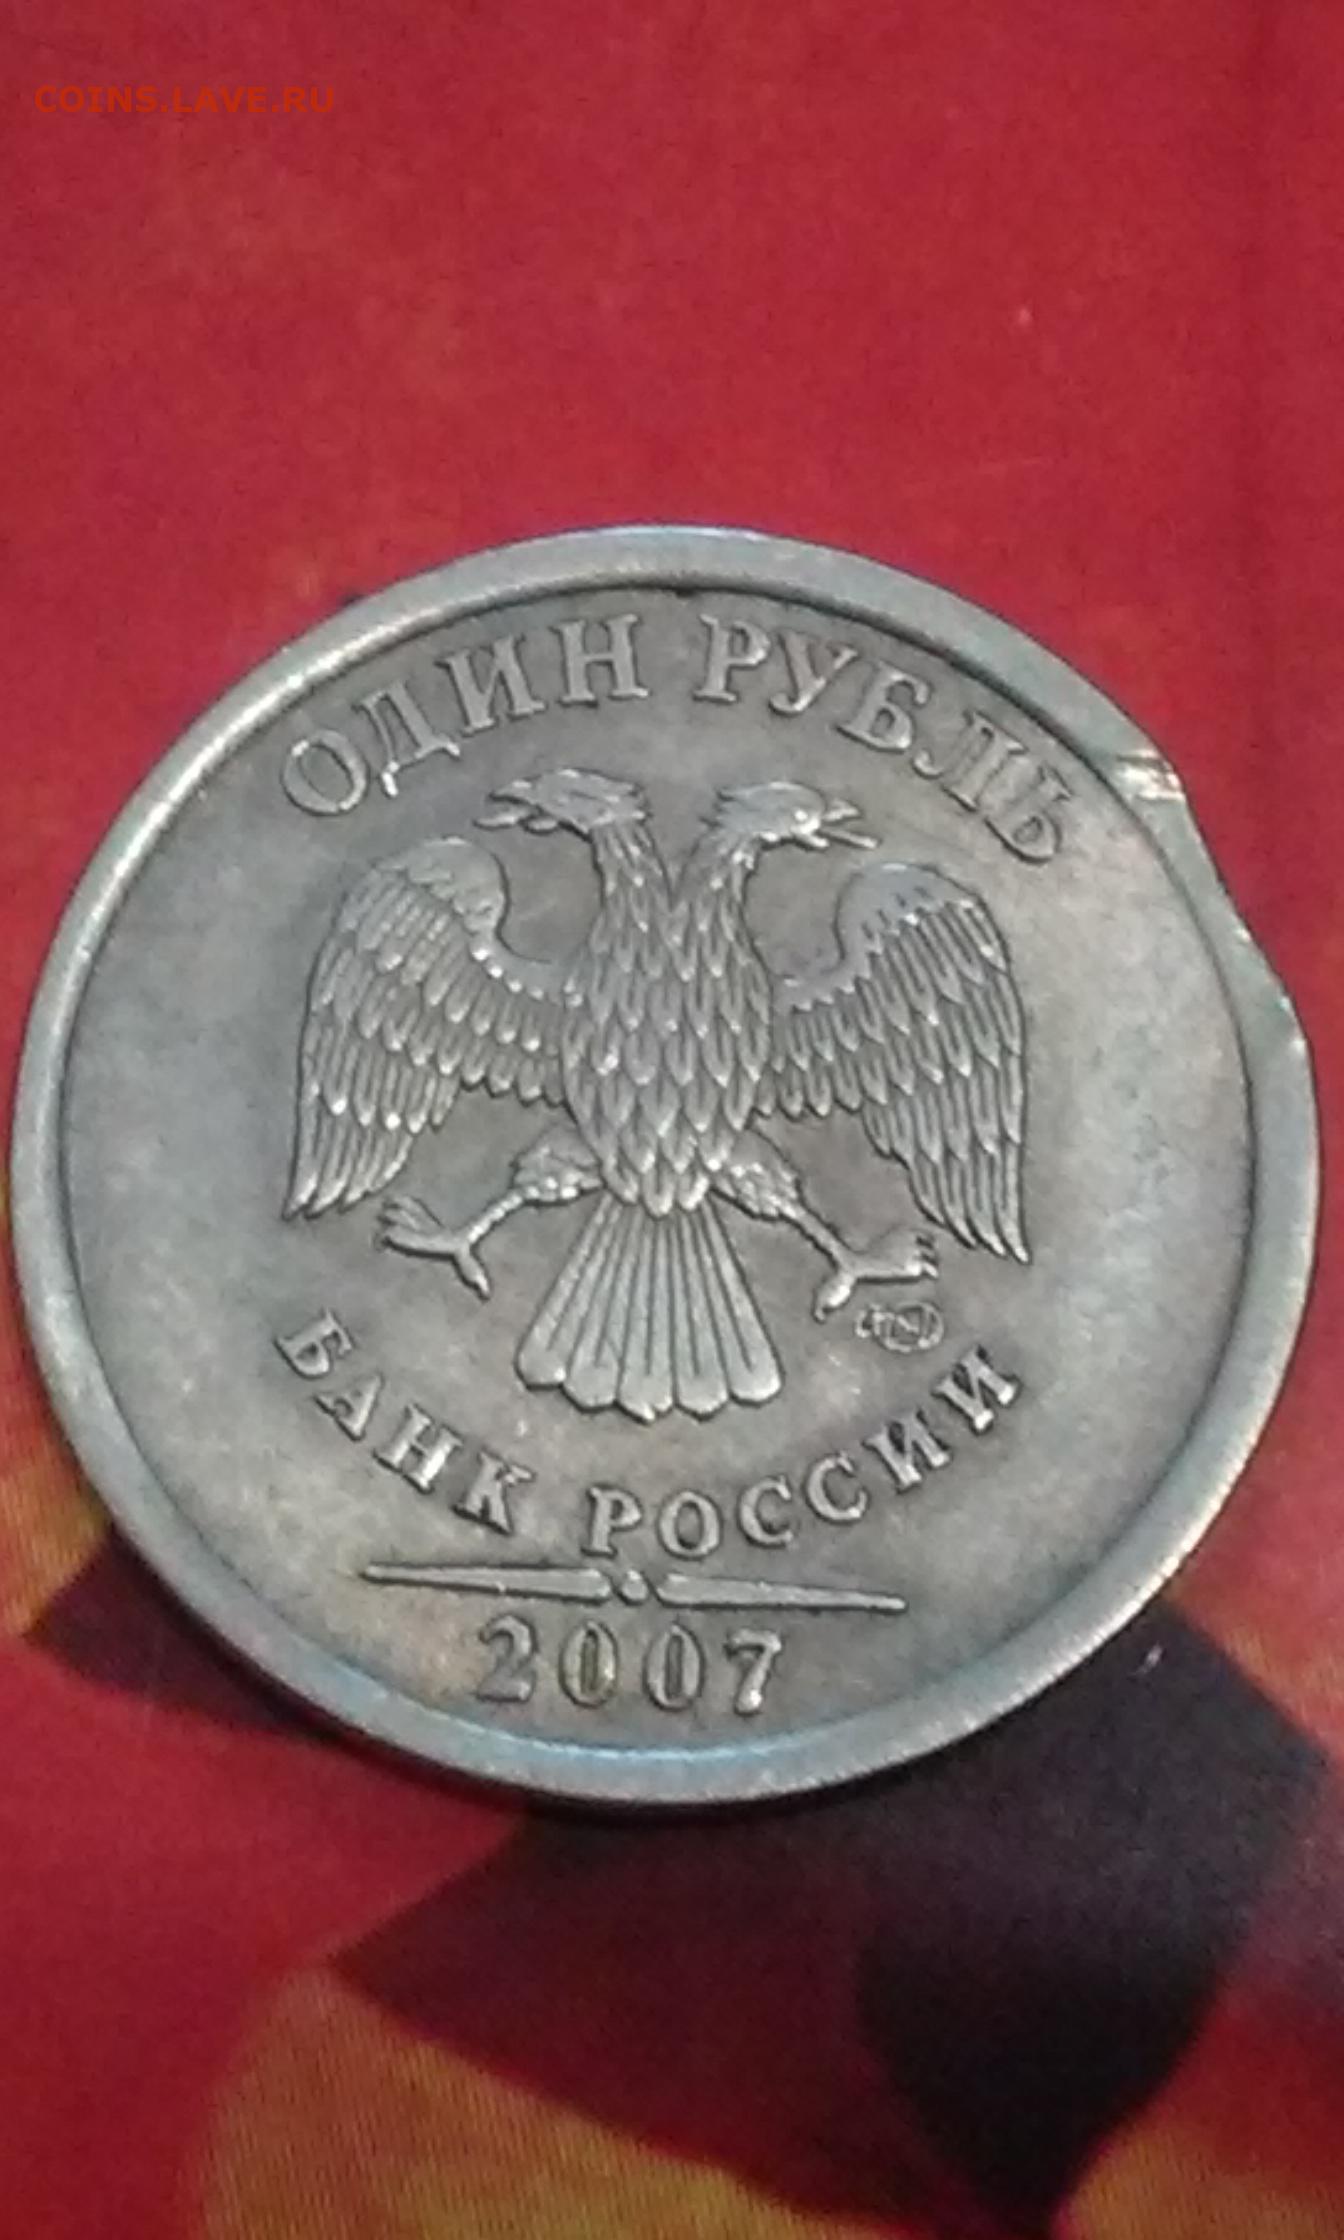 COINS.LAVE.RU
ОДИН РУБЛЬ
БАНК РОССИИ
2007